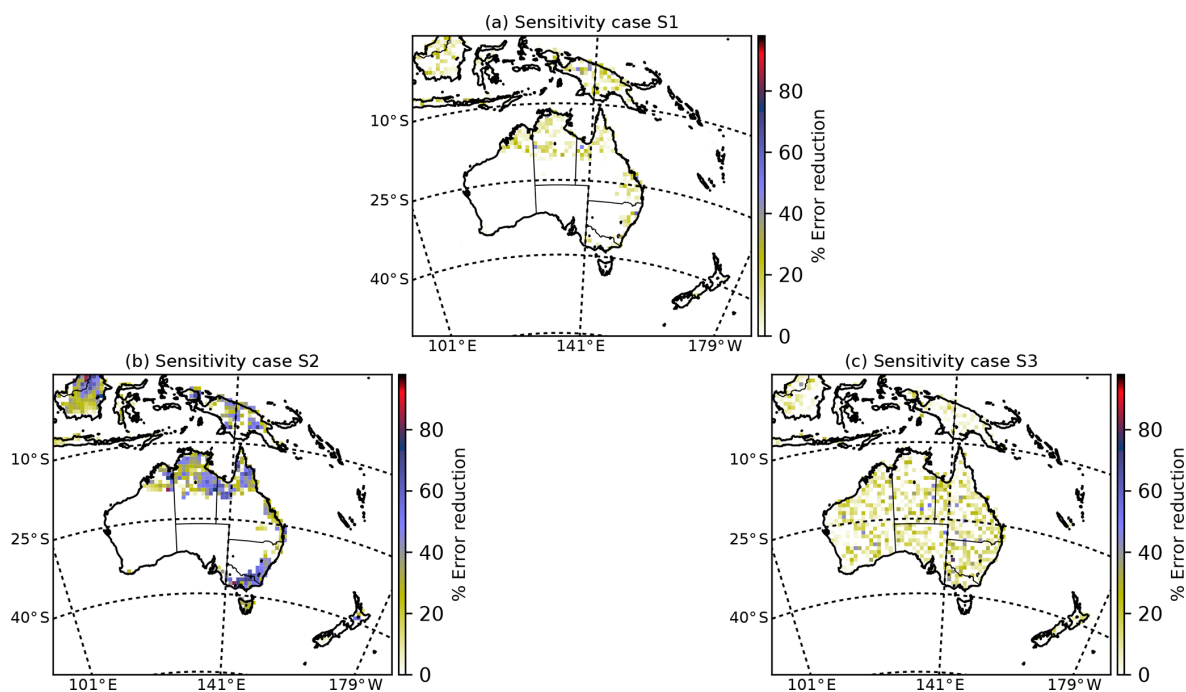 (a) Sensitivity case S1
10°S
25°S
40°S
101°E 141°E 179°W
80
60
40
20
0
% Error reduction
(b) Sensitivity case S2
10°S
25°S
40°S
101°E 141°E 179°W
80
60
40
20
0
% Error reduction
(c) Sensitivity case S3
10°S
25°S
40°S
101°E 141°E 179°W
80
60
40
20
0
% Error reduction